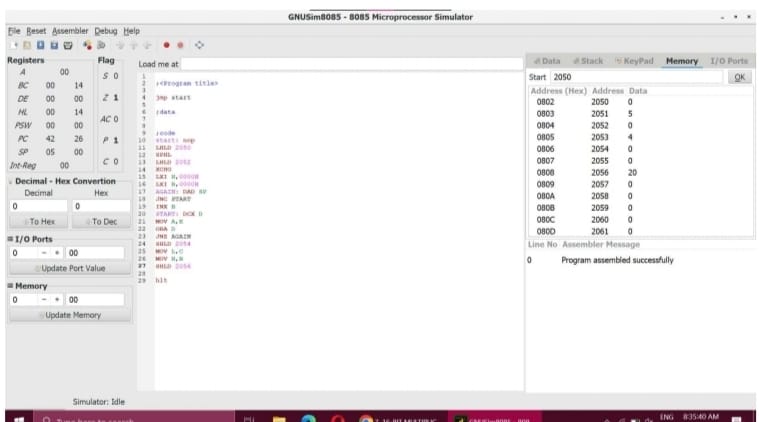 GNUSim8085 - 8085 Microprocessor Simulator
File Reset Assembler Debug Help
Registers
Flag
A 00
BC 00 14
DE 00 00
HL 00 14
PSW 00 00
PC 42 26
SP 05 00
Int-Reg 00
S 0
Z 1
AC 0
P 1
C 0
Decimal - Hex Convertion
Decimal Hex
0 0
To Hex To Dec
I/O Ports
0 - + 00
Update Port Value
Memory
0 - + 00
Update Memory
Simulator: Idle
Load me at
1
2 ;<Program title>
3
4 jmp start
5
6 ;data
7
8
9 ;code
10 start: nop
11 LHLD 2050
12 SPHL
13 LHLD 2052
14 XCHG
15 LXI H,0000H
16 LXI B,0000H
17 AGAIN: DAD SP
18 JNC START
19 INX B
20 START: DCX D
21 MOV A,E
22 ORA D
23 JNZ AGAIN
24 SHLD 2054
25 MOV L,C
26 MOV H,B
27 SHLD 2056
28
29 hlt
Data Stack KeyPad Memory I/O Ports
Start 2050 OK
Address (Hex) Address Data
0802 2050 0
0803 2051 5
0804 2052 0
0805 2053 4
0806 2054 0
0807 2055 0
0808 2056 20
0809 2057 0
080A 2058 0
080B 2059 0
080C 2060 0
080D 2061 0
Line No Assembler Message
0 Program assembled successfully
ENG 8:35:40 AM